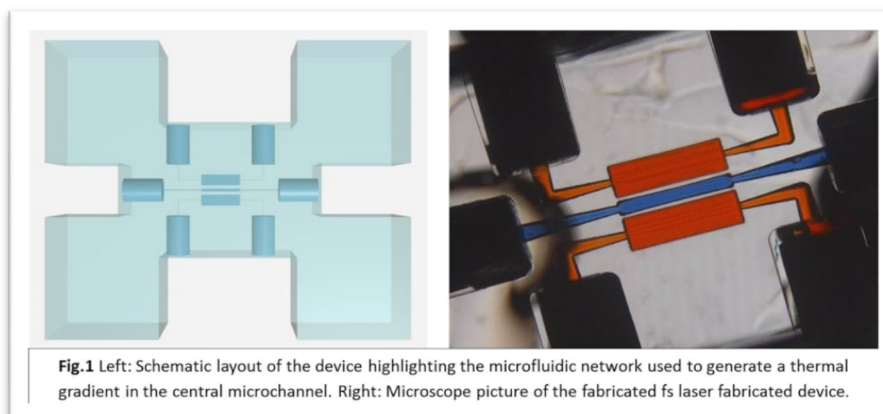 Fig.1 Left: Schematic layout of the device highlighting the microfluidic network used to generate a thermal
gradient in the central microchannel. Right: Microscope picture of the fabricated fs laser fabricated device.